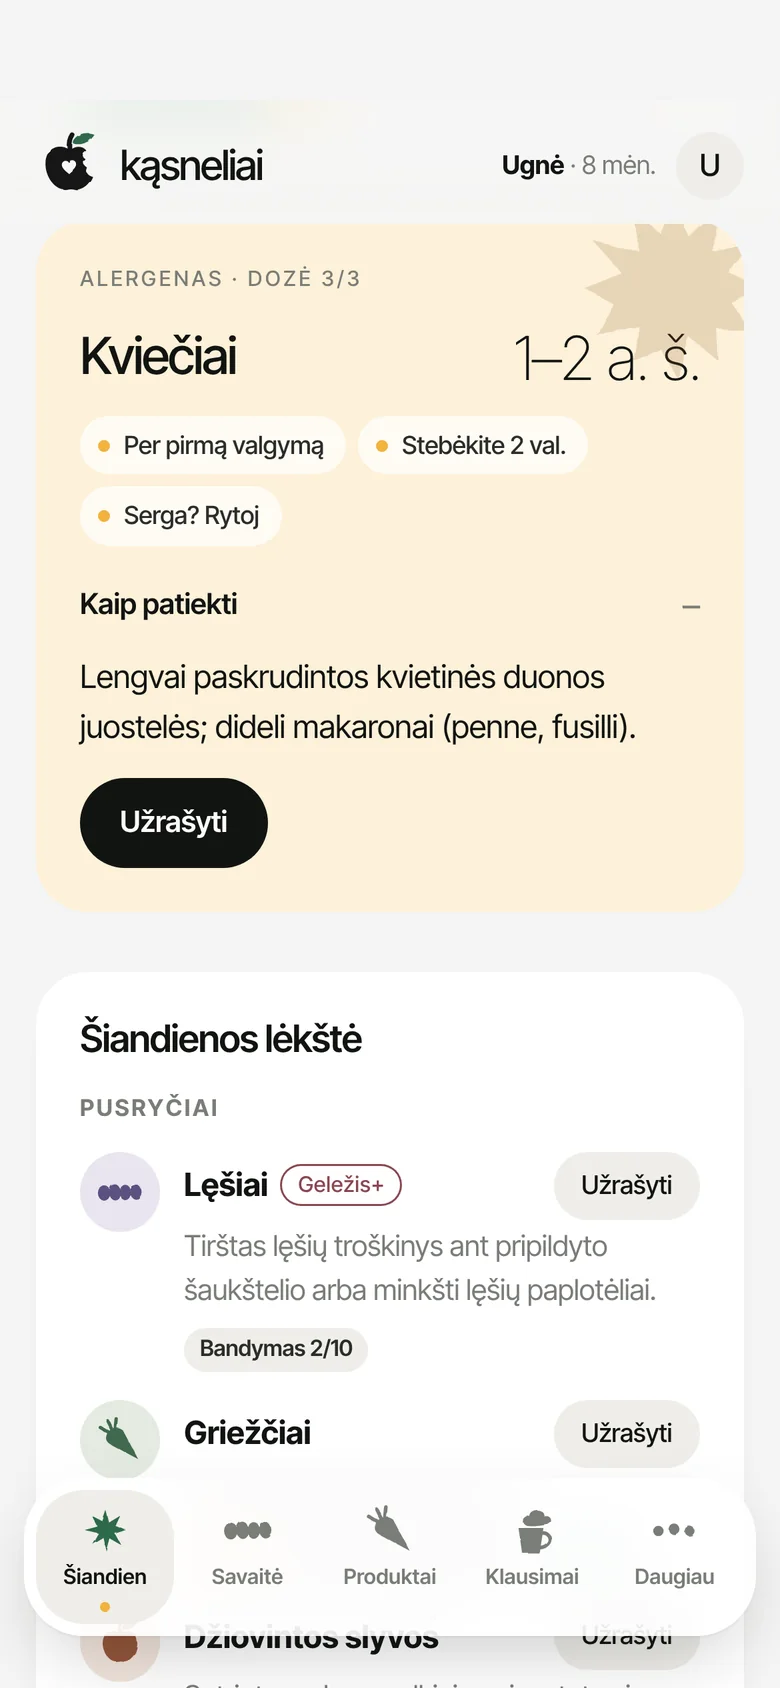 kąsneliai
Ugnė · 8 mėn.
U
ALERGENAS · DOZĖ 3/3
Kviečiai
1–2 a. š.
Per pirmą valgymą
Stebėkite 2 val.
Serga? Rytoj
Kaip patiekti
–
Lengvai paskrudintos kvietinės duonos
juostelės; dideli makaronai (penne, fusilli).
Užrašyti
Šiandienos lėkštė
PUSRYČIAI
Lęšiai
Geležis+
Užrašyti
Tirštas lęšių troškinys ant pripildyto
šaukštelio arba minkšti lęšių paplotėliai.
Bandymas 2/10
Griežčiai
Užrašyti
Šiandien
Savaitė
Produktai
Klausimai
Daugiau
Džiovintos slyvos
Užrašyti